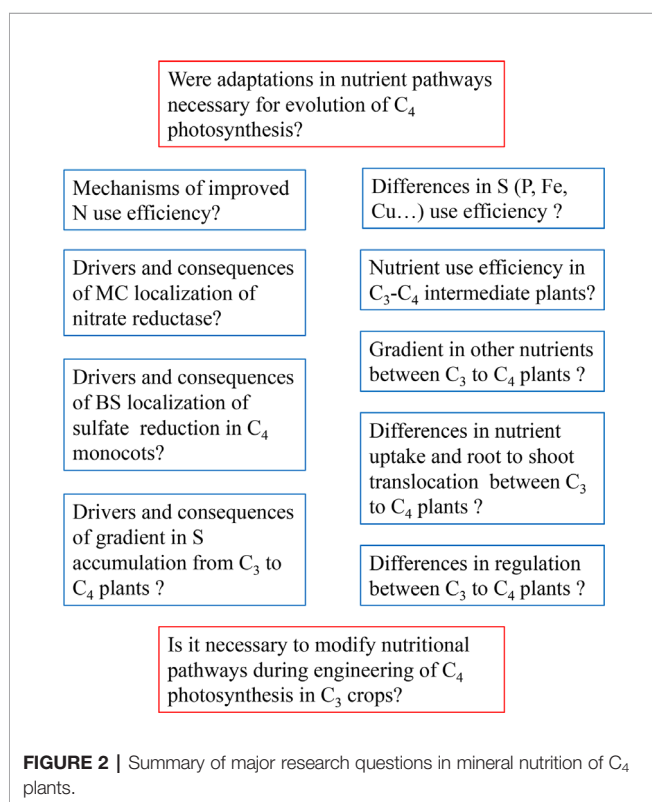 Were adaptations in nutrient pathways
necessary for evolution of C₄
photosynthesis?
Mechanisms of improved
N use efficiency?
Drivers and consequences
of MC localization of
nitrate reductase?
Drivers and consequences
of BS localization of
sulfate reduction in C₄
monocots?
Drivers and consequences
of gradient in S
accumulation from C₃ to
C₄ plants ?
Differences in S (P, Fe,
Cu…) use efficiency ?
Nutrient use efficiency in
C₃-C₄ intermediate plants?
Gradient in other nutrients
between C₃ to C₄ plants ?
Differences in nutrient
uptake and root to shoot
translocation between C₃
to C₄ plants ?
Differences in regulation
between C₃ to C₄ plants ?
Is it necessary to modify nutritional
pathways during engineering of C₄
photosynthesis in C₃ crops?
FIGURE 2 | Summary of major research questions in mineral nutrition of C₄
plants.